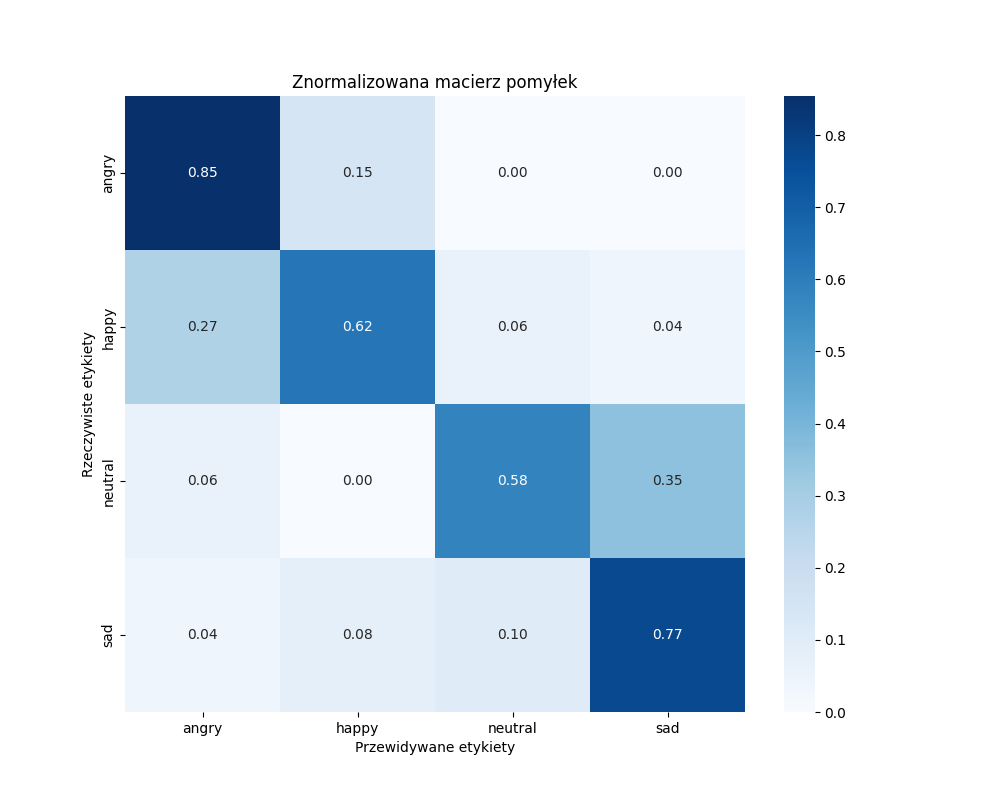 Znormalizowana macierz pomyłek
Rzeczywiste etykiety
angry
0.85 0.15 0.00 0.00
happy
0.27 0.62 0.06 0.04
neutral
0.06 0.00 0.58 0.35
sad
0.04 0.08 0.10 0.77
angry happy neutral sad
Przewidywane etykiety
0.8
0.7
0.6
0.5
0.4
0.3
0.2
0.1
0.0